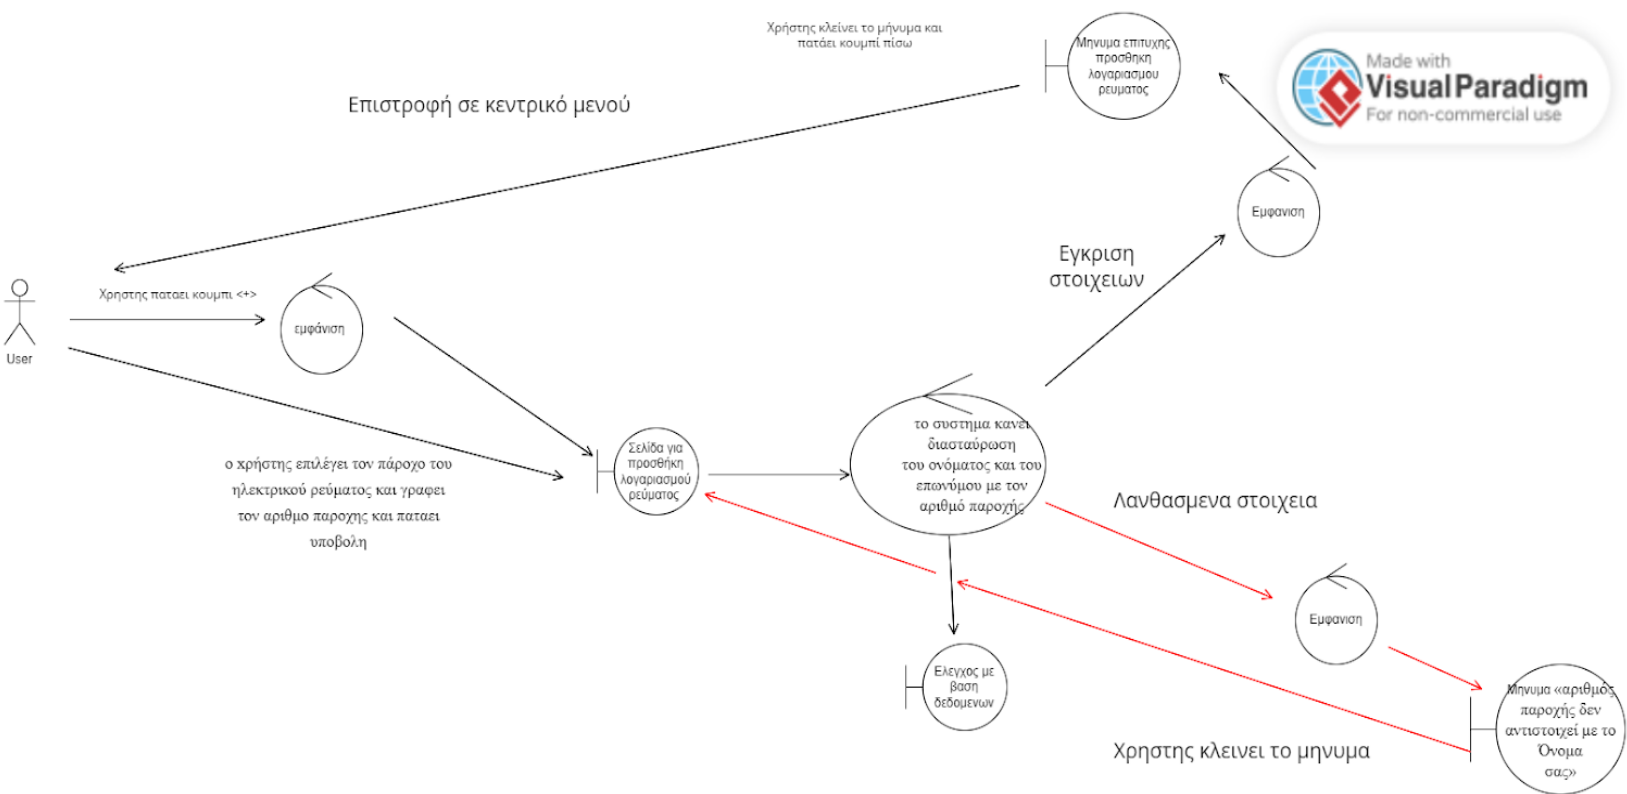 Χρήστης κλείνει το μήνυμα και
πατάει κουμπί πίσω
Μηνυμα επιτυχης
προσθηκη
λογαριασμου
ρευματος
Made with
Visual Paradigm
For non-commercial use
Επιστροφή σε κεντρικό μενού
Εμφανιση
Εγκριση
στοιχειων
Χρηστης παταει κουμπι <+>
εμφάνιση
User
το συστημα κανει
διασταύρωση
του ονόματος και του
επωνύμου με τον
αριθμό παροχής
Σελίδα για
προσθήκη
λογαριασμού
ρεύματος
ο χρήστης επιλέγει τον πάροχο του
ηλεκτρικού ρεύματος και γραφει
τον αριθμο παροχης και παταει
υποβολη
Λανθασμενα στοιχεια
Εμφανιση
Ελεγχος με
βαση
δεδομενων
Μηνυμα «αριθμός
παροχής δεν
αντιστοιχεί με το
Όνομα
σας»
Χρηστης κλεινει το μηνυμα